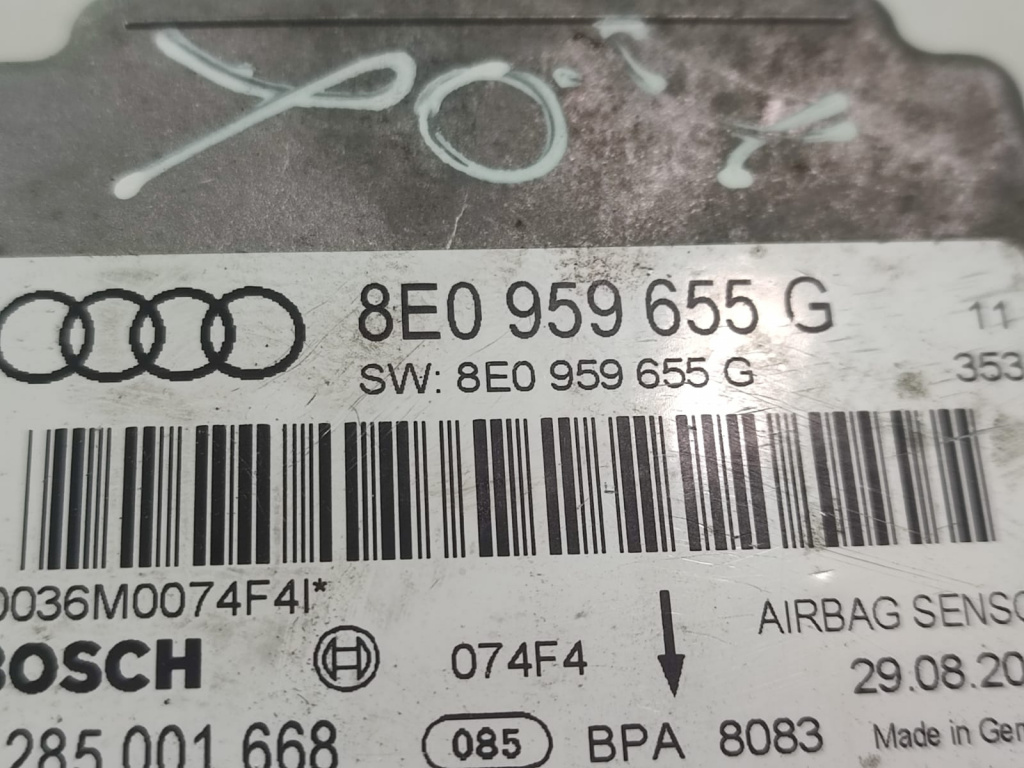 8E0 959 655 G 11
SW: 8E0 959 655 G 353
0036M0074F4I*
BOSCH 074F4 AIRBAG SENSO
29.08.20
285 001 668 085 BPA 8083 Made in Ger